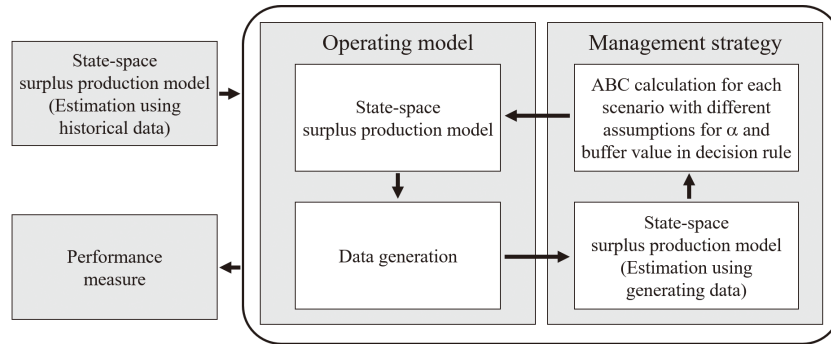 State-space
surplus production model
(Estimation using
historical data)
Performance
measure
Operating model
State-space
surplus production model
Data generation
Management strategy
ABC calculation for each
scenario with different
assumptions for α and
buffer value in decision rule
State-space
surplus production model
(Estimation using
generating data)